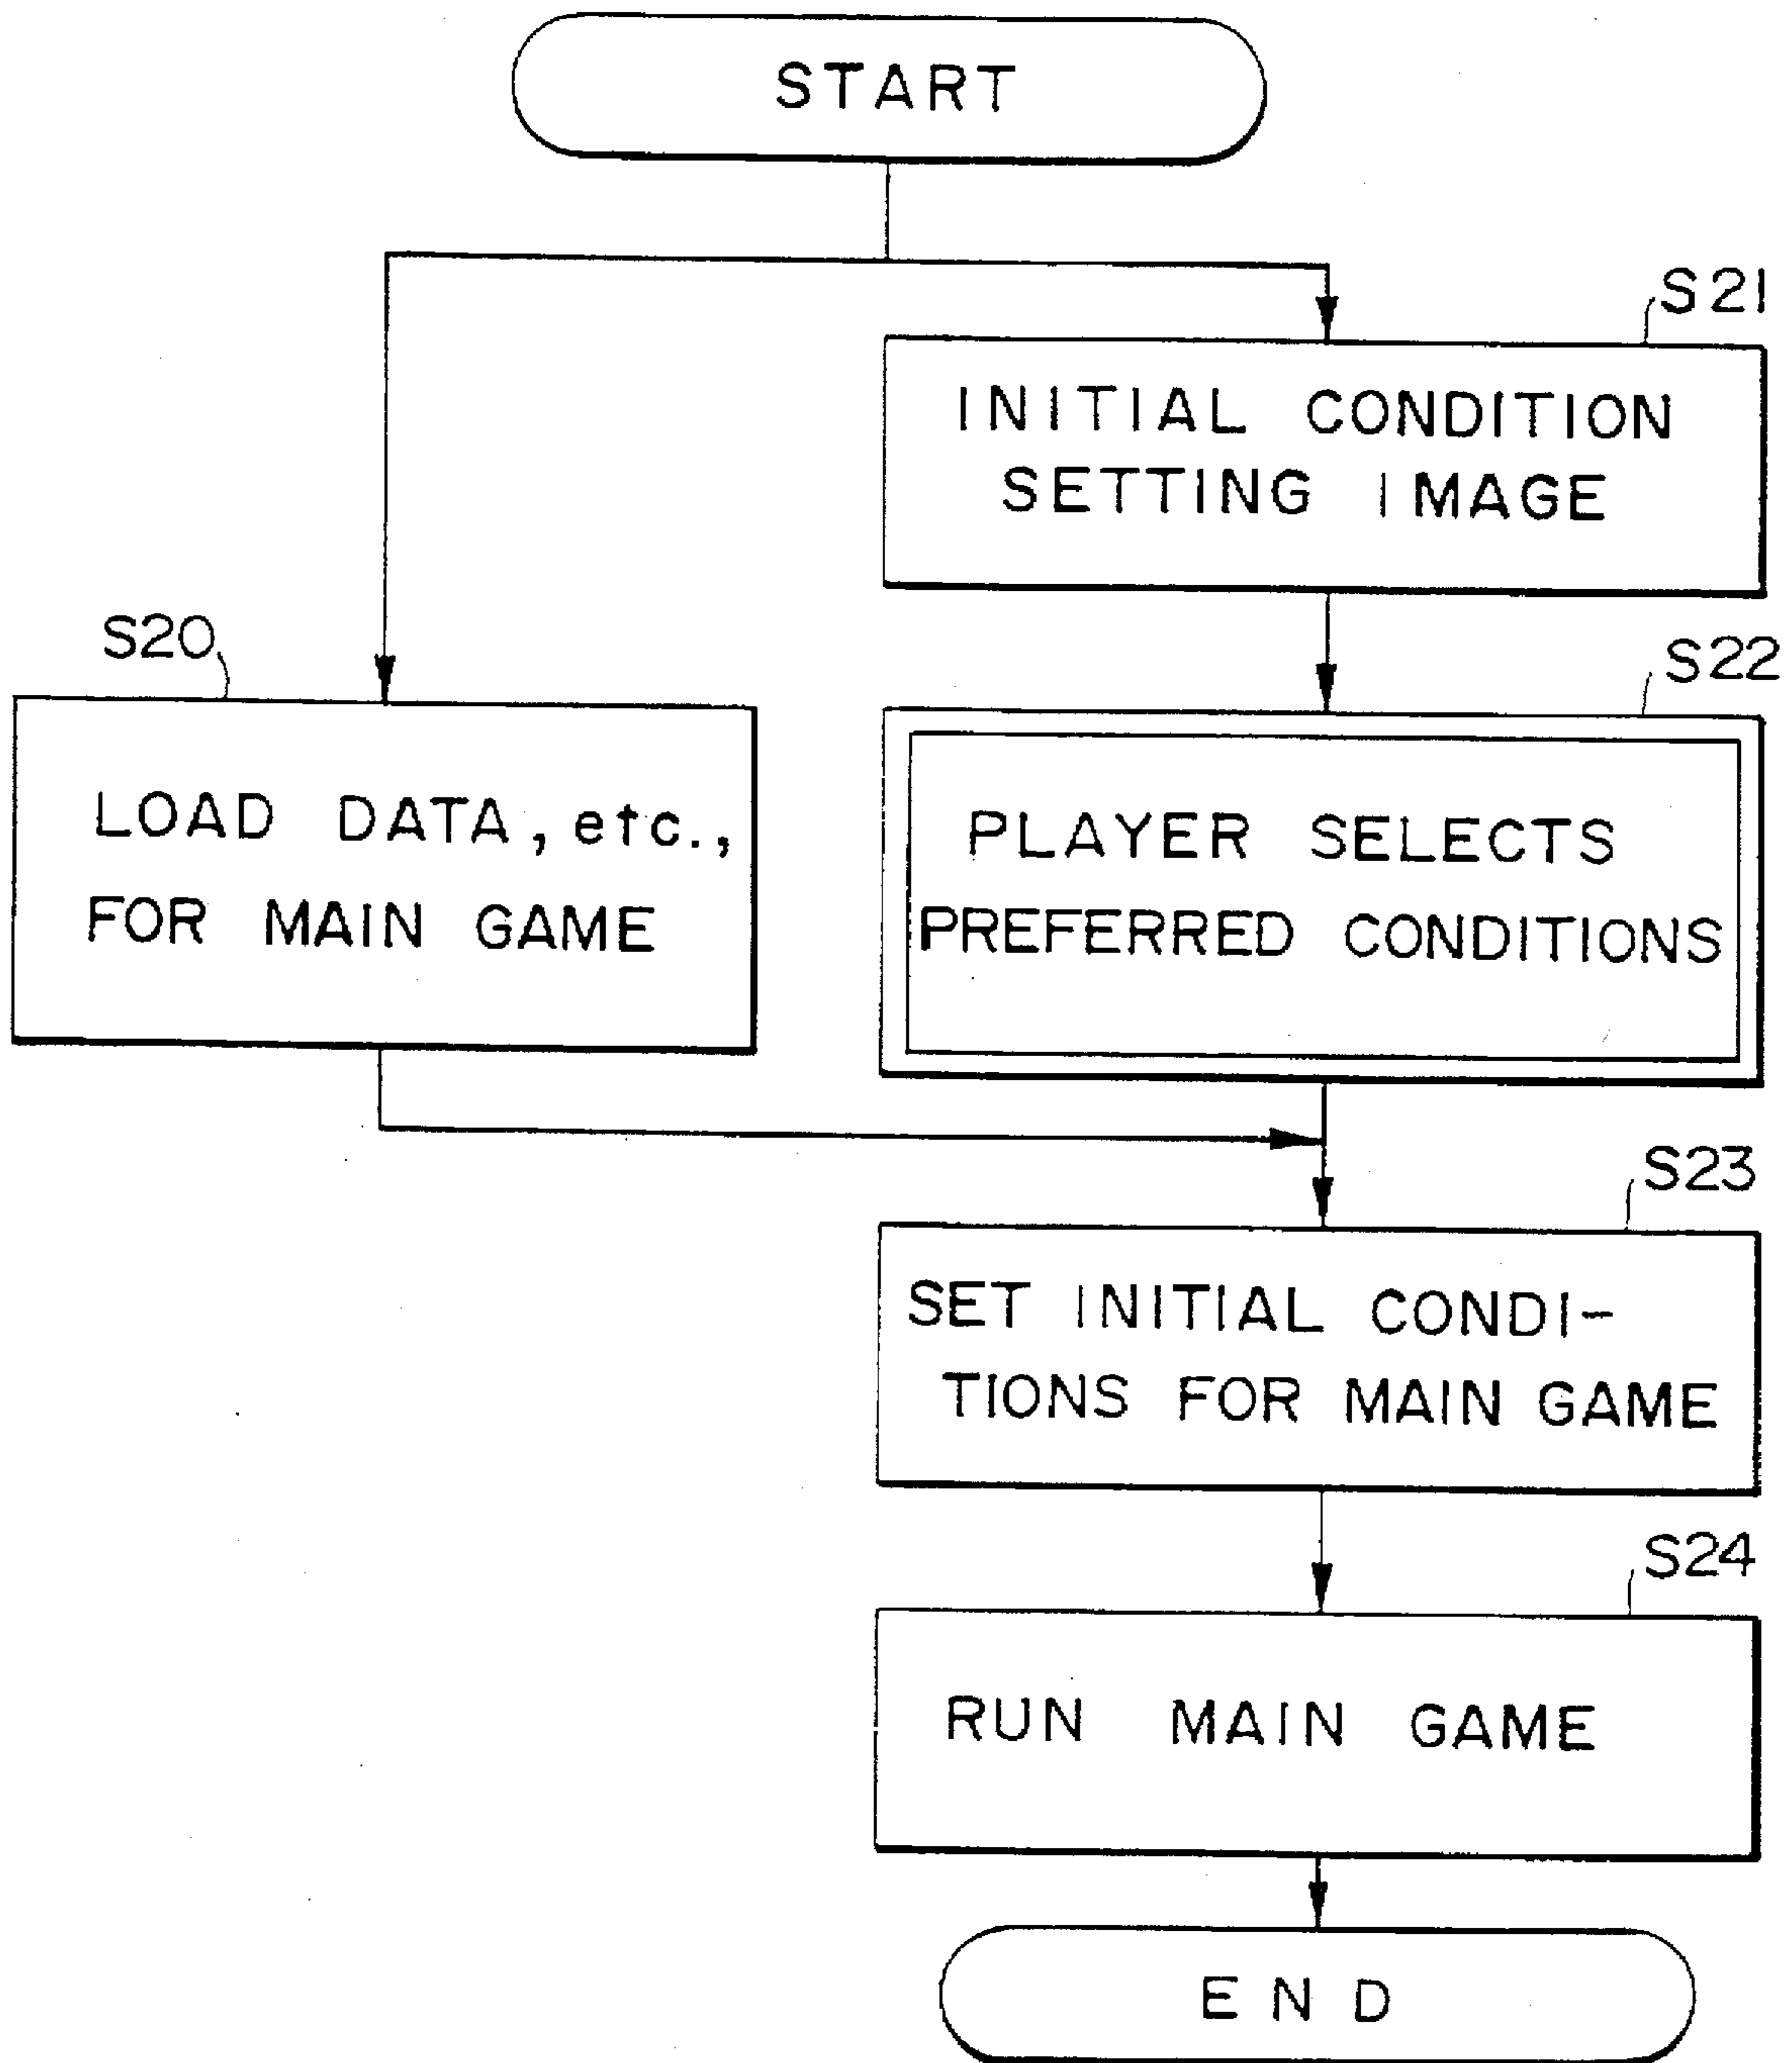 START
S21
INITIAL CONDITION
SETTING IMAGE
S20
LOAD DATA, etc.,
FOR MAIN GAME
S22
PLAYER SELECTS
PREFERRED CONDITIONS
S23
SET INITIAL CONDI-
TIONS FOR MAIN GAME
S24
RUN MAIN GAME
END